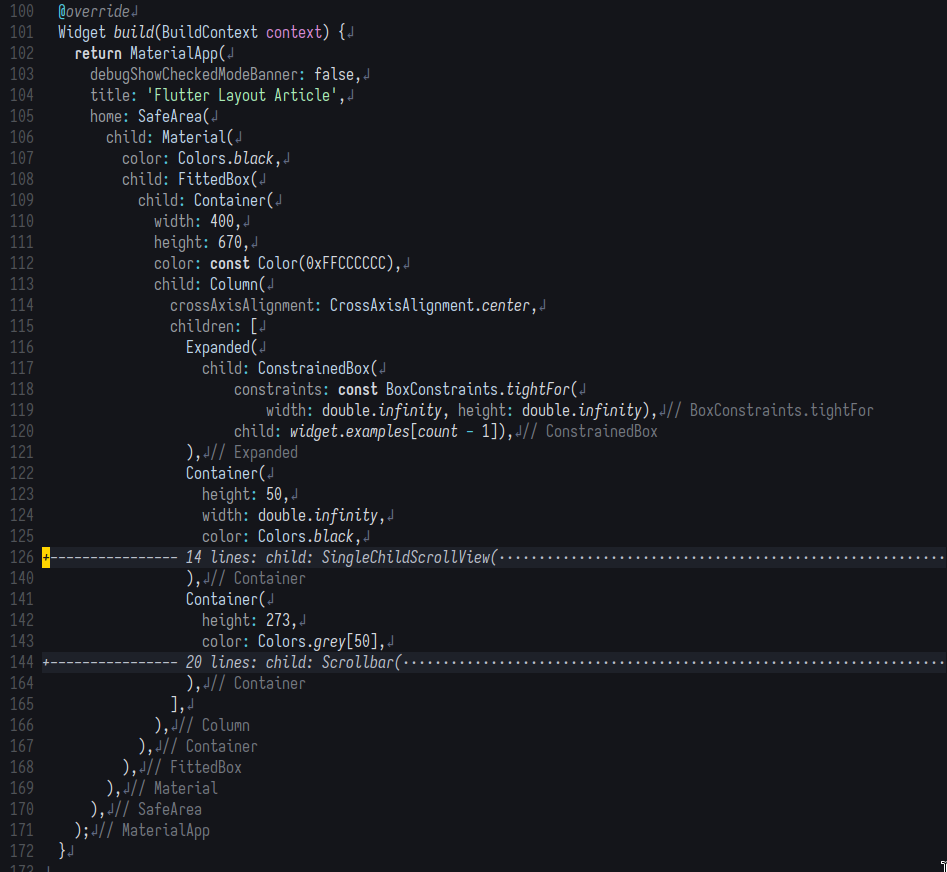 100 @override↲
101 Widget build(BuildContext context) {↲
102 return MaterialApp(↲
103 debugShowCheckedModeBanner: false,↲
104 title: 'Flutter Layout Article',↲
105 home: SafeArea(↲
106 child: Material(↲
107 color: Colors.black,↲
108 child: FittedBox(↲
109 child: Container(↲
110 width: 400,↲
111 height: 670,↲
112 color: const Color(0xFFCCCCCC),↲
113 child: Column(↲
114 crossAxisAlignment: CrossAxisAlignment.center,↲
115 children: [↲
116 Expanded(↲
117 child: ConstrainedBox(↲
118 constraints: const BoxConstraints.tightFor(↲
119 width: double.infinity, height: double.infinity),↲// BoxConstraints.tightFor
120 child: widget.examples[count - 1]),↲// ConstrainedBox
121 ),↲// Expanded
122 Container(↲
123 height: 50,↲
124 width: double.infinity,↲
125 color: Colors.black,↲
126 +---------------- 14 lines: child: SingleChildScrollView(························································
140 ),↲// Container
141 Container(↲
142 height: 273,↲
143 color: Colors.grey[50],↲
144 +---------------- 20 lines: child: Scrollbar(····································································
164 ),↲// Container
165 ],↲
166 ),↲// Column
167 ),↲// Container
168 ),↲// FittedBox
169 ),↲// Material
170 ),↲// SafeArea
171 );↲// MaterialApp
172 }↲
173 ↲